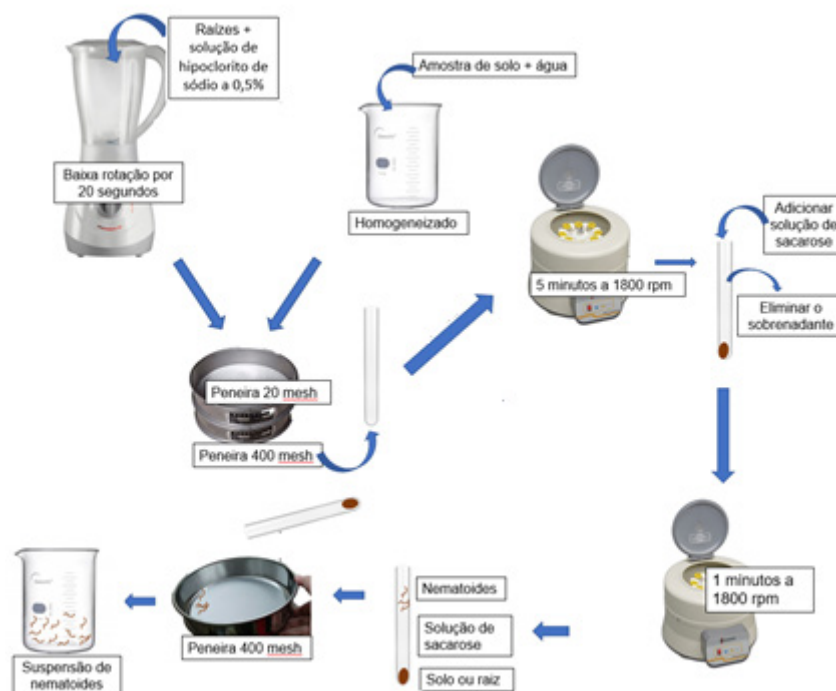 Raízes +
solução de
hipoclorito de
sódio a 0,5%
Amostra de solo + água
Baixa rotação por
20 segundos
Homogeneizado
Adicionar
solução de
sacarose
5 minutos a 1800 rpm
Eliminar o
sobrenadante
Peneira 20 mesh
Peneira 400 mesh
1 minutos a
1800 rpm
Nematoides
Solução de
sacarose
Solo ou raiz
Peneira 400 mesh
Suspensão de
nematoides